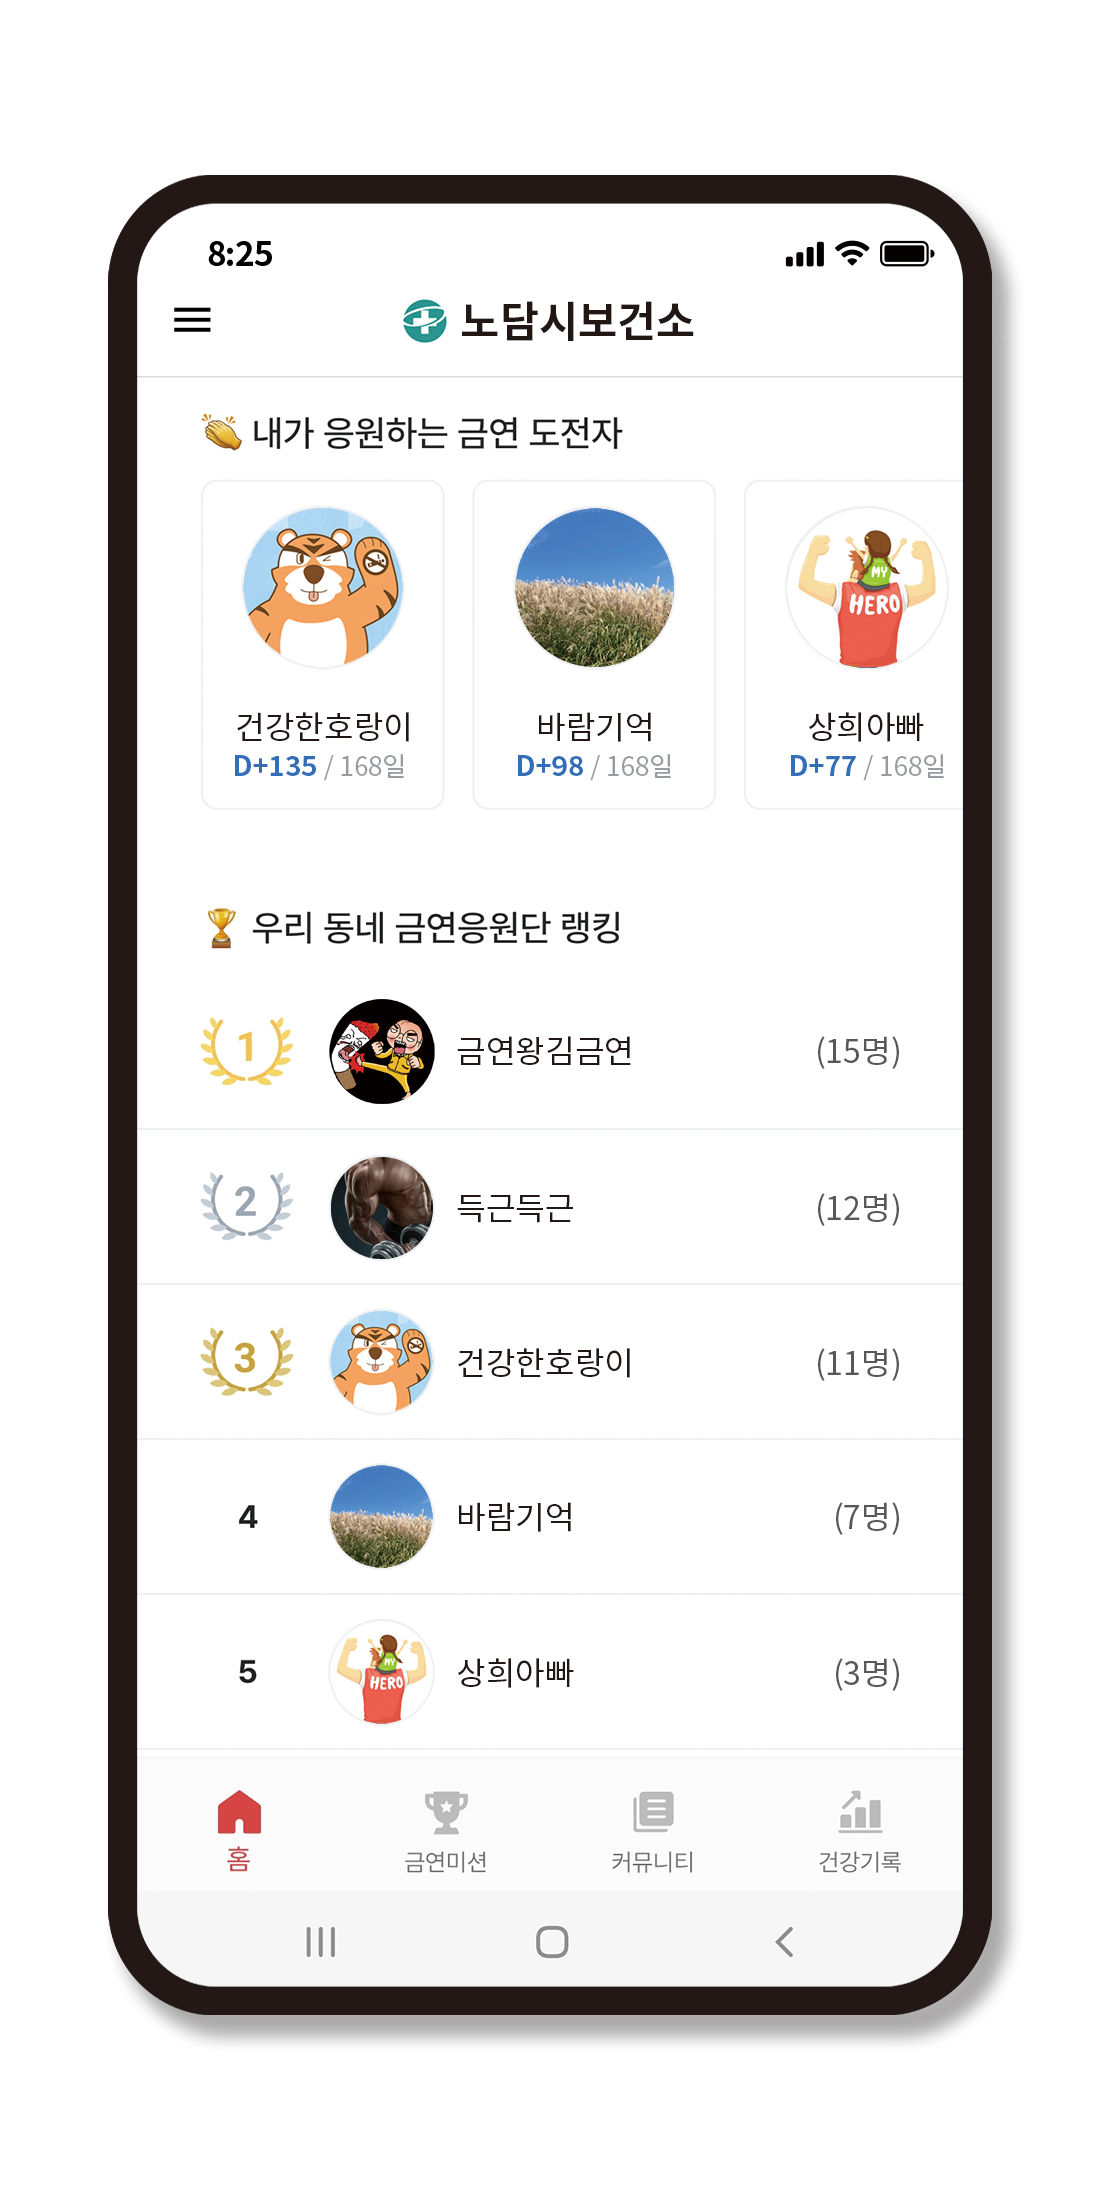 8:25
노담시보건소
👏 내가 응원하는 금연 도전자
MY
HERO
건강한호랑이
D+135 / 168일
바람기억
D+98 / 168일
상희아빠
D+77 / 168일
🏆 우리 동네 금연응원단 랭킹
1 금연왕김금연 (15명)
2 득근득근 (12명)
3 건강한호랑이 (11명)
4 바람기억 (7명)
MY
HERO
5 상희아빠 (3명)
홈 금연미션 커뮤니티 건강기록